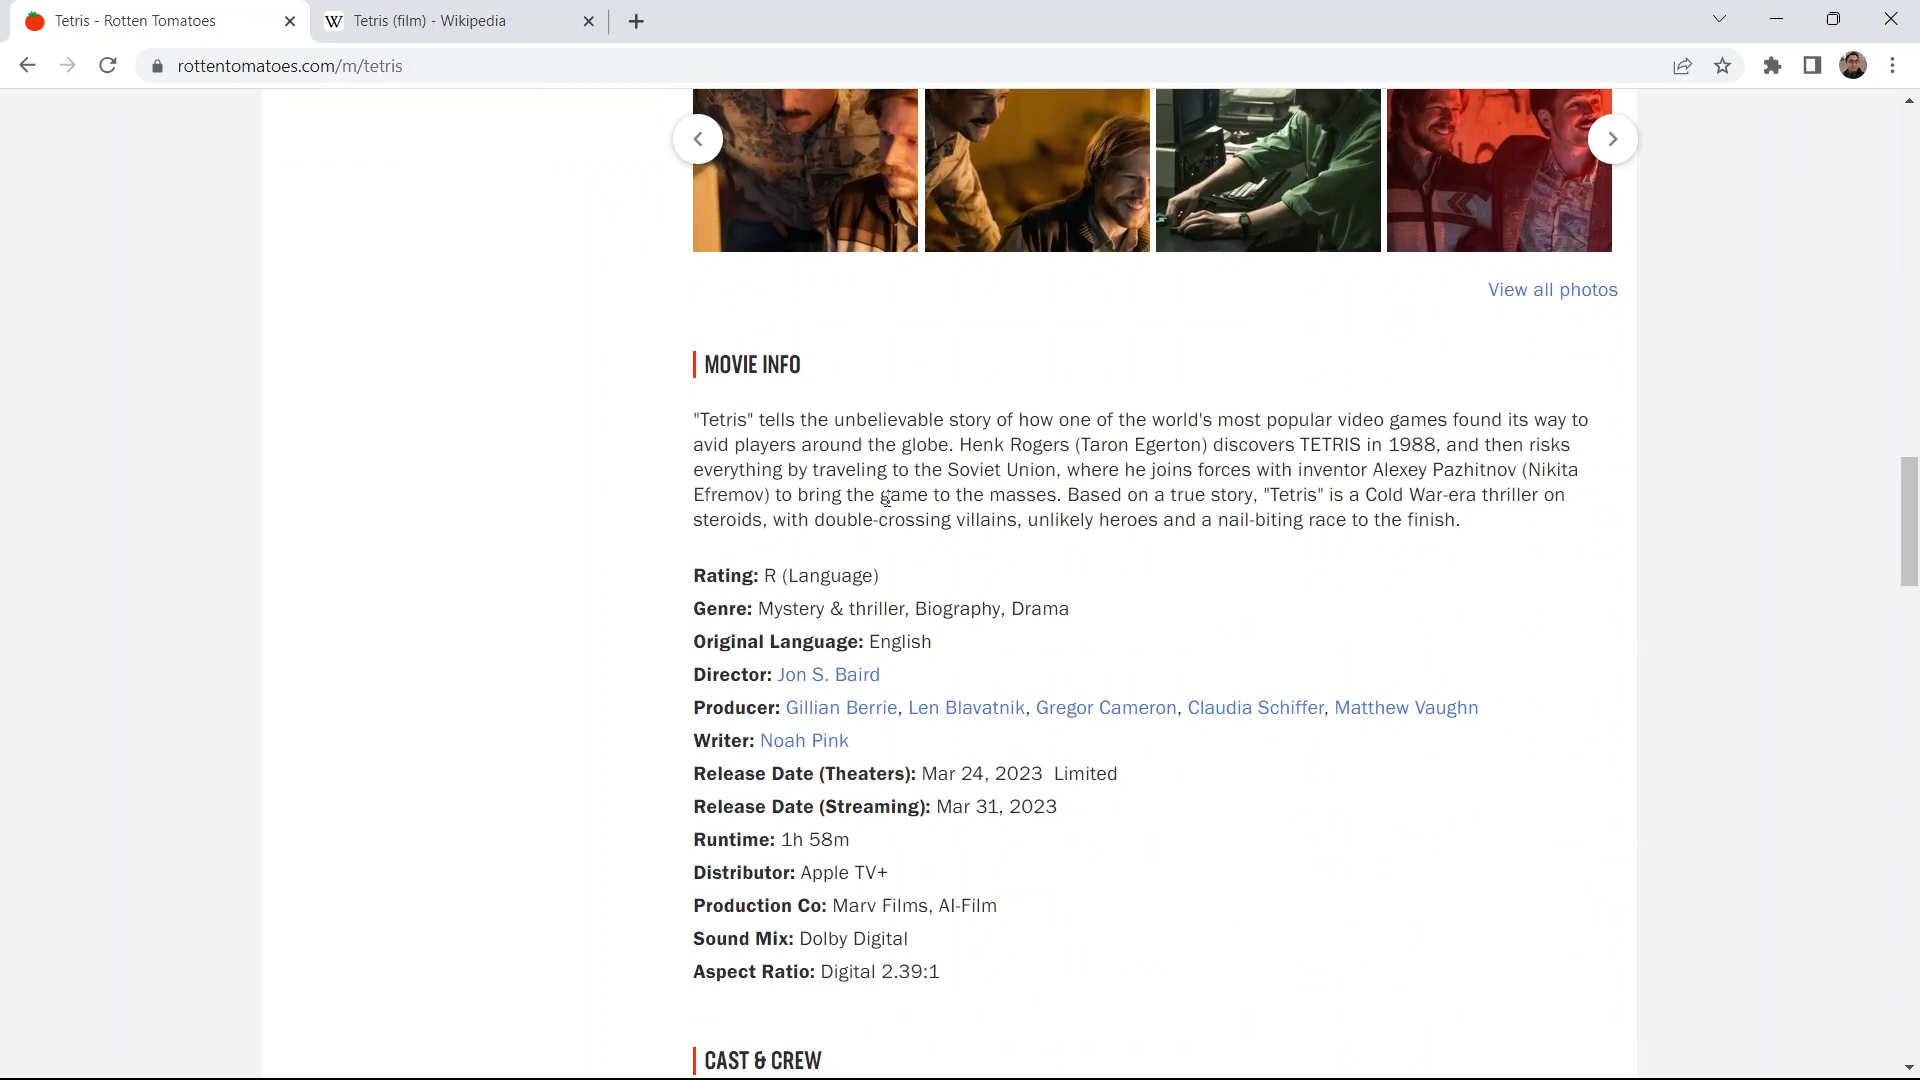 Tetris - Rotten Tomatoes
Tetris (film) - Wikipedia
rottentomatoes.com/m/tetris
View all photos
MOVIE INFO
"Tetris" tells the unbelievable story of how one of the world's most popular video games found its way to
avid players around the globe. Henk Rogers (Taron Egerton) discovers TETRIS in 1988, and then risks
everything by traveling to the Soviet Union, where he joins forces with inventor Alexey Pazhitnov (Nikita
Efremov) to bring the game to the masses. Based on a true story, "Tetris" is a Cold War-era thriller on
steroids, with double-crossing villains, unlikely heroes and a nail-biting race to the finish.
Rating: R (Language)
Genre: Mystery & thriller, Biography, Drama
Original Language: English
Director: Jon S. Baird
Producer: Gillian Berrie, Len Blavatnik, Gregor Cameron, Claudia Schiffer, Matthew Vaughn
Writer: Noah Pink
Release Date (Theaters): Mar 24, 2023 Limited
Release Date (Streaming): Mar 31, 2023
Runtime: 1h 58m
Distributor: Apple TV+
Production Co: Marv Films, AI-Film
Sound Mix: Dolby Digital
Aspect Ratio: Digital 2.39:1
CAST & CREW